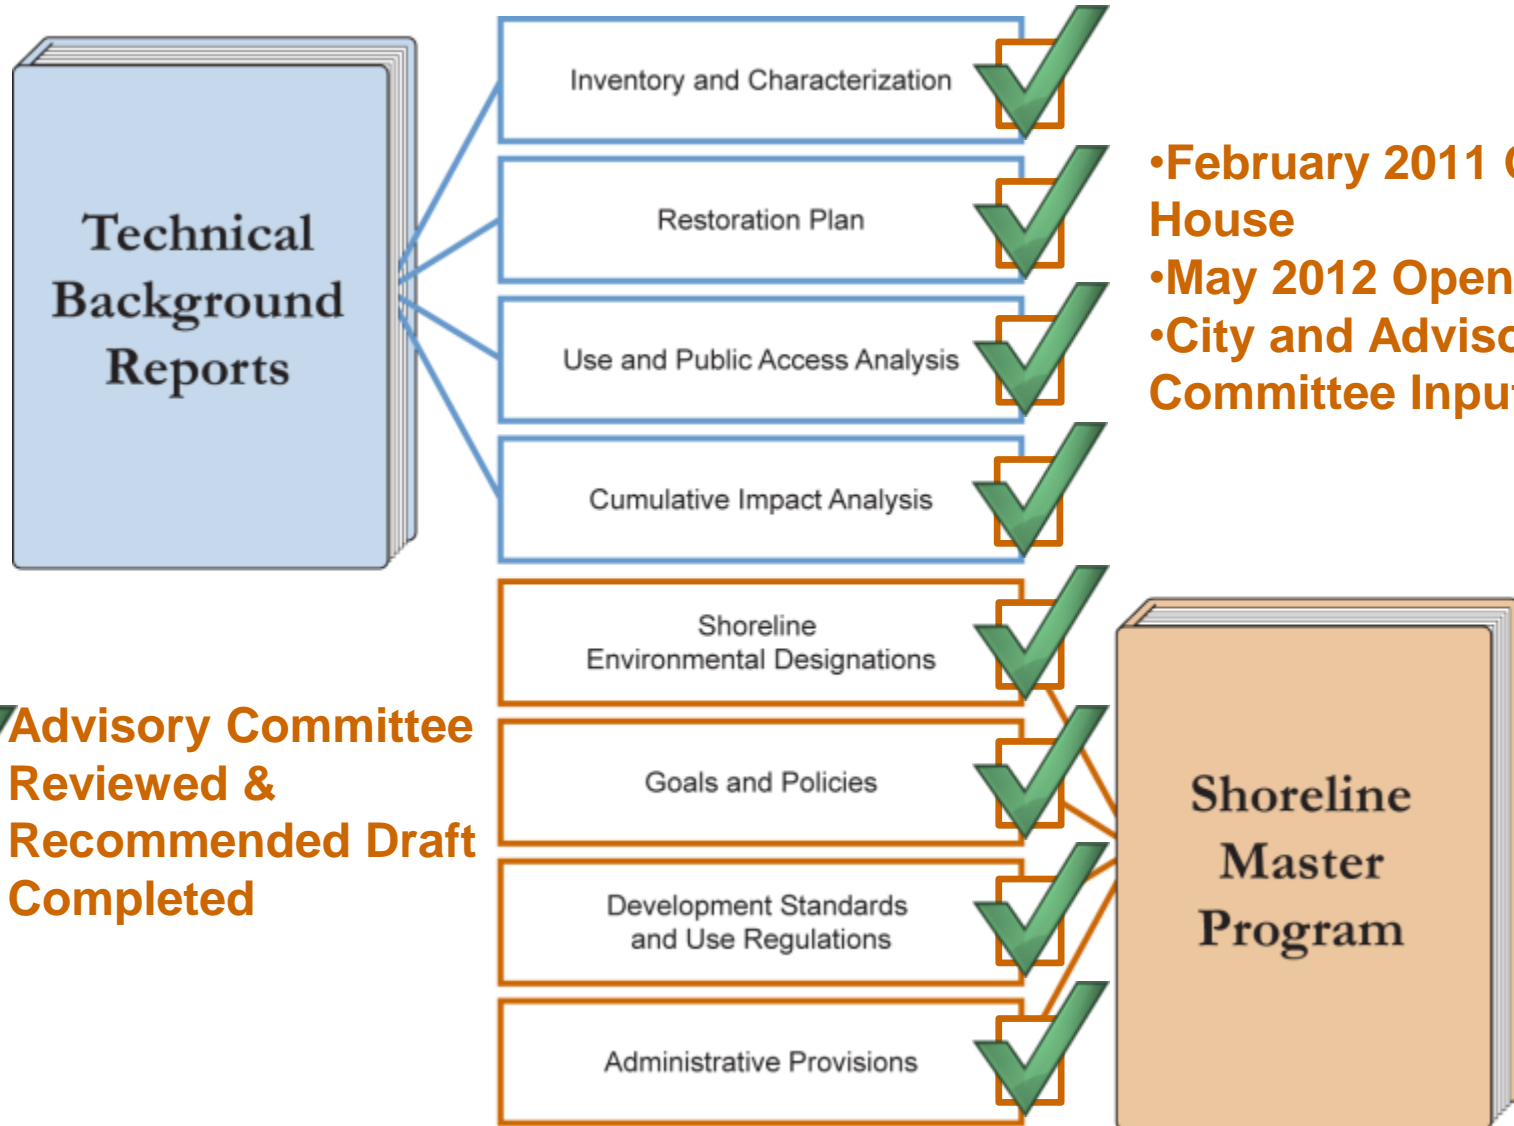 Technical
Background
Reports
Inventory and Characterization
Restoration Plan
Use and Public Access Analysis
Cumulative Impact Analysis
•February 2011
House
•May 2012 Open
•City and
Committee
Shoreline
Environmental Designations
Goals and Policies
Development Standards
and Use Regulations
Administrative Provisions
Advisory Committee
Reviewed &
Recommended Draft
Completed
Shoreline
Master
Program